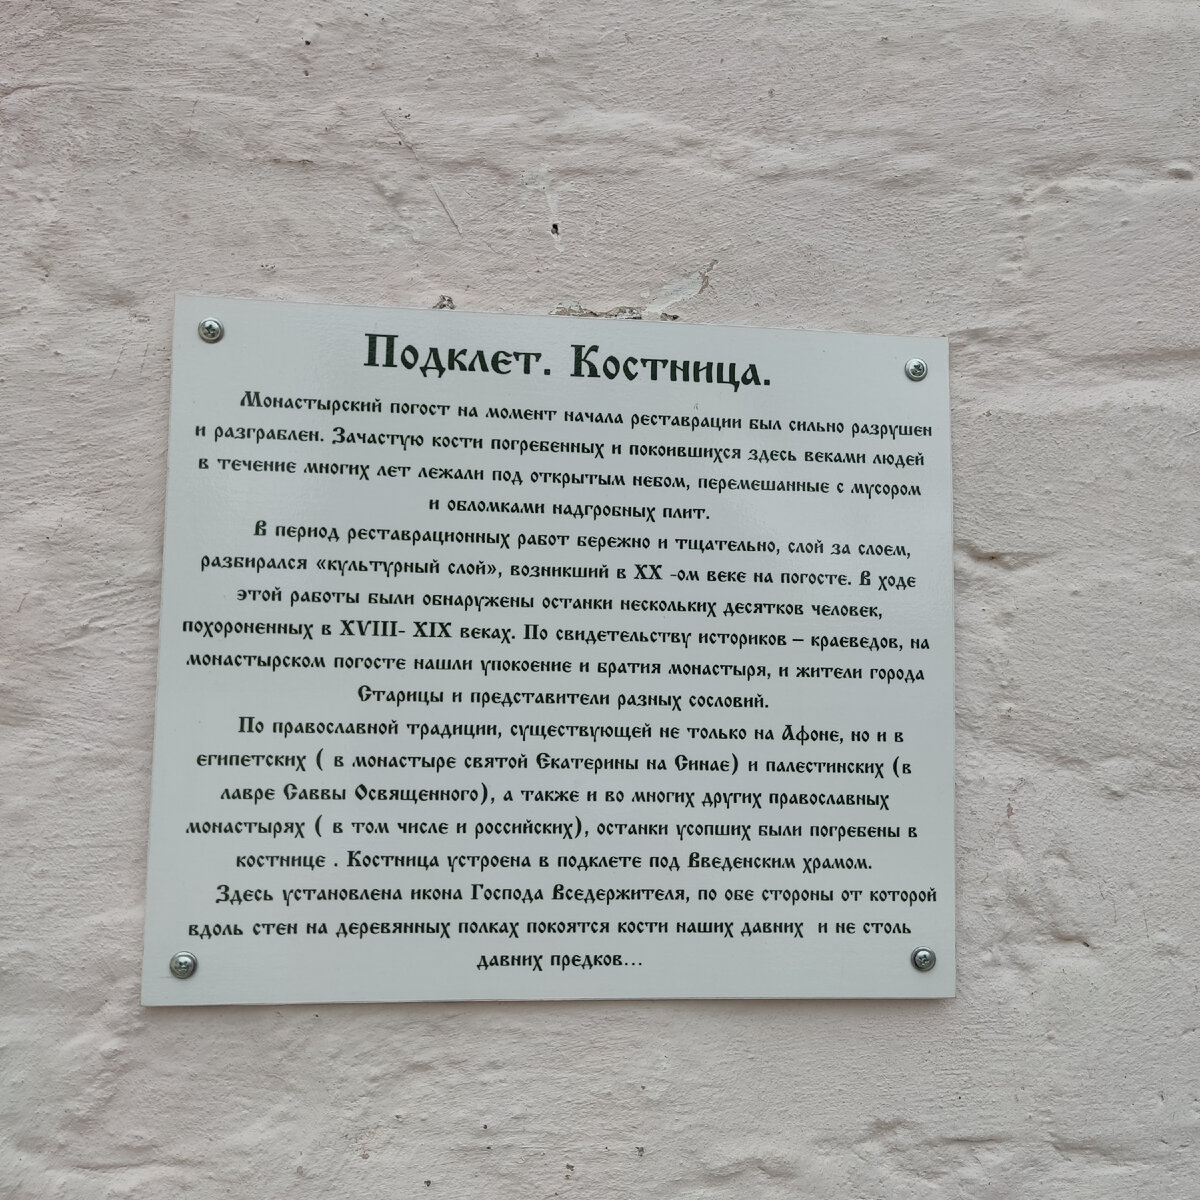 Подклет. Костница.
Монастырский погост на момент начала реставрации был сильно разрушен
и разграблен. Зачастую кости погребенных и покоившихся здесь веками людей
в течение многих лет лежали под открытым небом, перемешанные с мусором
и обломками надгробных плит.
В период реставрационных работ бережно и тщательно, слой за слоем,
разбирался «культурный слой», возникший в XX -ом веке на погосте. В ходе
этой работы были обнаружены останки нескольких десятков человек,
похороненных в XVIII- XIX веках. По свидетельству историков – краеведов, на
монастырском погосте нашли упокоение и братия монастыря, и жители города
Старицы и представители разных сословий.
По православной традиции, существующей не только на Афоне, но и в
египетских ( в монастыре святой Екатерины на Синае) и палестинских (в
лавре Саввы Освященного), а также и во многих других православных
монастырях ( в том числе и российских), останки усопших были погребены в
костнице . Костница устроена в подклете под Введенским храмом.
Здесь установлена икона Господа Вседержителя, по обе стороны от которой
вдоль стен на деревянных полках покоятся кости наших давних и не столь
давних предков...